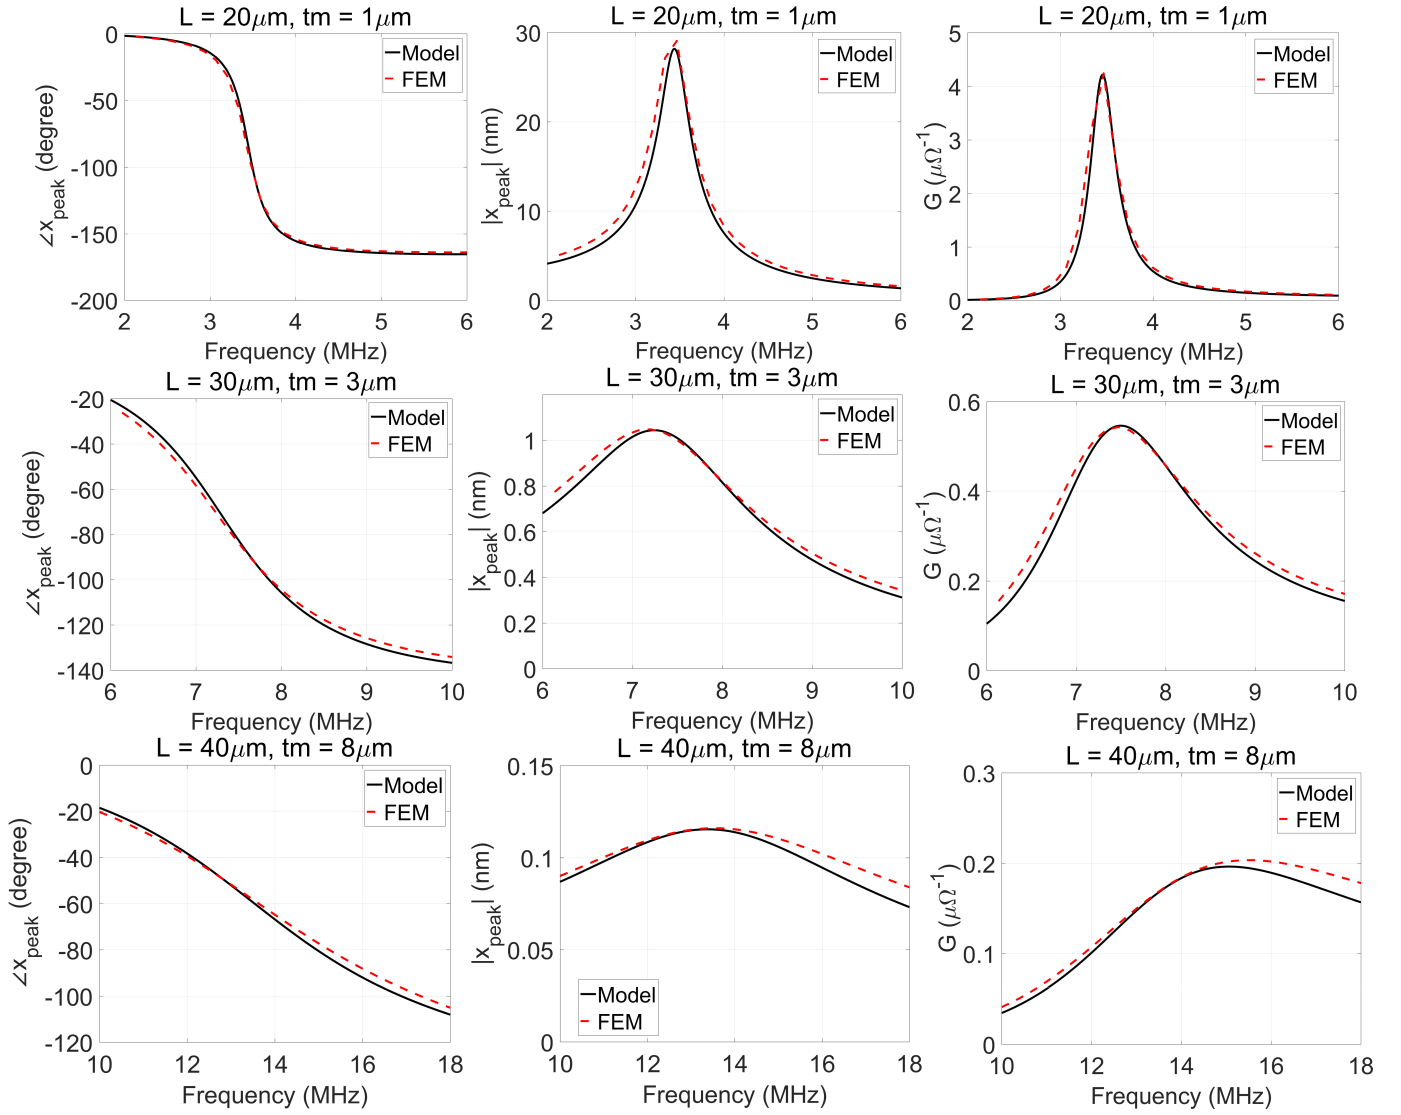 L = 20μm, tm = 1μm
∠x_peak (degree)
0
-50
-100
-150
-200
Model
FEM
2 3 4 5 6
Frequency (MHz)
L = 20μm, tm = 1μm
|x_peak| (nm)
30
20
10
0
Model
FEM
2 3 4 5 6
Frequency (MHz)
L = 20μm, tm = 1μm
G (μΩ⁻¹)
5
4
3
2
1
0
Model
FEM
2 3 4 5 6
Frequency (MHz)
L = 30μm, tm = 3μm
∠x_peak (degree)
-20
-40
-60
-80
-100
-120
-140
Model
FEM
6 7 8 9 10
Frequency (MHz)
L = 30μm, tm = 3μm
|x_peak| (nm)
1
0.8
0.6
0.4
0.2
0
Model
FEM
6 7 8 9 10
Frequency (MHz)
L = 30μm, tm = 3μm
G (μΩ⁻¹)
0.6
0.4
0.2
0
Model
FEM
6 7 8 9 10
Frequency (MHz)
L = 40μm, tm = 8μm
∠x_peak (degree)
0
-20
-40
-60
-80
-100
-120
Model
FEM
10 12 14 16 18
Frequency (MHz)
L = 40μm, tm = 8μm
|x_peak| (nm)
0.15
0.1
0.05
0
Model
FEM
10 12 14 16 18
Frequency (MHz)
L = 40μm, tm = 8μm
G (μΩ⁻¹)
0.3
0.2
0.1
0
Model
FEM
10 12 14 16 18
Frequency (MHz)